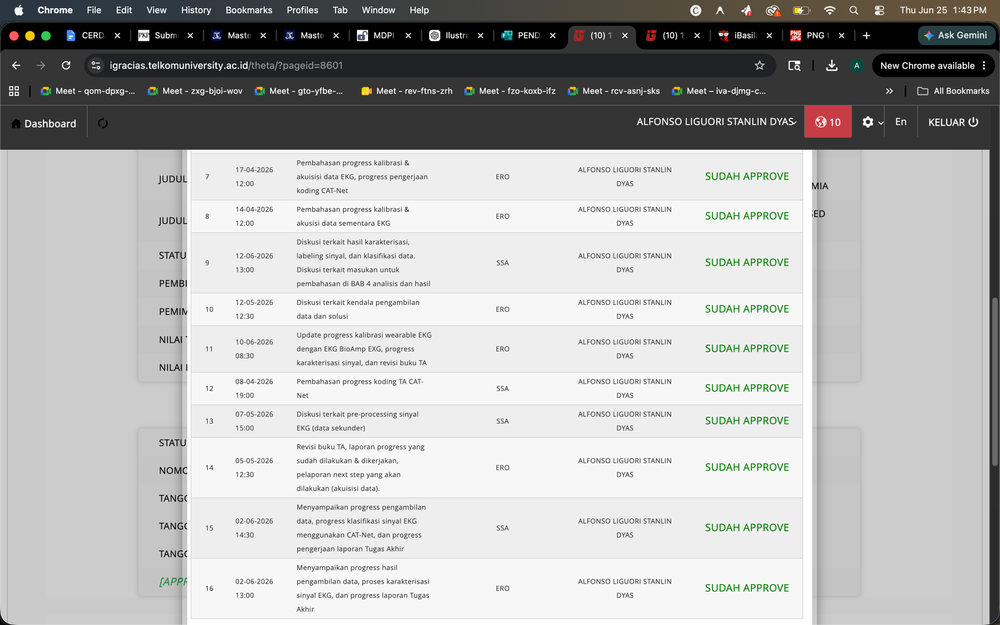 Chrome File Edit View History Bookmarks Profiles Tab Window Help Thu Jun 25 1:43 PM
CERD PKP Submi Maste Maste MDPI Ilustra PEND (10) 1 (10) 1 iBasila PNG JPG PNG t Ask Gemini
igracias.telkomuniversity.ac.id/theta/?pageid=8601 A New Chrome available
Meet - qom-dpxg-... Meet - zxg-bjoi-wov Meet - gto-yfbe-... Meet - rev-ftns-zrh Meet - fzo-koxb-ifz Meet - rcv-asnj-sks Meet – iva-djmg-c... All Bookmarks
Dashboard ALFONSO LIGUORI STANLIN DYAS 10 En KELUAR
JUDUL
JUDUL
STATU
PEMBI
PEMIM
NILAI T
NILAI
STATU
NOMO
TANGG
TANGG
TANGG
[APPR
7
17-04-2026
12:00
Pembahasan progress kalibrasi &
akuisisi data EKG, progress pengerjaan
koding CAT-Net
ERO
ALFONSO LIGUORI STANLIN
DYAS
SUDAH APPROVE
8
14-04-2026
12:00
Pembahasan progress kalibrasi &
akusisi data sementara EKG
ERO
ALFONSO LIGUORI STANLIN
DYAS
SUDAH APPROVE
9
12-06-2026
13:00
Diskusi terkait hasil karakterisasi,
labeling sinyal, dan klasifikasi data.
Diskusi terkait masukan untuk
pembahasan di BAB 4 analisis dan hasil
SSA
ALFONSO LIGUORI STANLIN
DYAS
SUDAH APPROVE
10
12-05-2026
12:30
Diskusi terkait kendala pengambilan
data dan solusi
ERO
ALFONSO LIGUORI STANLIN
DYAS
SUDAH APPROVE
11
10-06-2026
08:30
Update progress kalibrasi wearable EKG
dengan EKG BioAmp EXG, progress
karakterisasi sinyal, dan revisi buku TA
ERO
ALFONSO LIGUORI STANLIN
DYAS
SUDAH APPROVE
12
08-04-2026
19:00
Pembahasan progress koding TA CAT-
Net
SSA
ALFONSO LIGUORI STANLIN
DYAS
SUDAH APPROVE
13
07-05-2026
15:00
Diskusi terkait pre-processing sinyal
EKG (data sekunder)
SSA
ALFONSO LIGUORI STANLIN
DYAS
SUDAH APPROVE
14
05-05-2026
12:30
Revisi buku TA, laporan progress yang
sudah dilakukan & dikerjakan,
pelaporan next step yang akan
dilakukan (akuisisi data).
ERO
ALFONSO LIGUORI STANLIN
DYAS
SUDAH APPROVE
15
02-06-2026
14:30
Menyampaikan progress pengambilan
data, progress klasifikasi sinyal EKG
menggunakan CAT-Net, dan progress
pengerjaan laporan Tugas Akhir
SSA
ALFONSO LIGUORI STANLIN
DYAS
SUDAH APPROVE
16
02-06-2026
13:00
Menyampaikan progress hasil
pengambilan data, proses karakterisasi
sinyal EKG, dan progress laporan Tugas
Akhir
ERO
ALFONSO LIGUORI STANLIN
DYAS
SUDAH APPROVE
MIA
SED